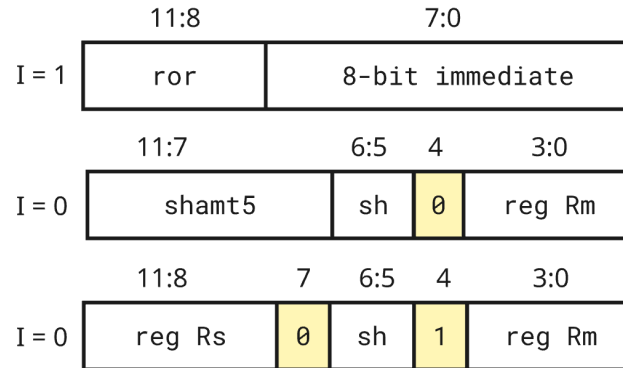 11:8 7:0
I = 1 ror 8-bit immediate
11:7 6:5 4 3:0
I = 0 shamt5 sh 0 reg Rm
11:8 7 6:5 4 3:0
I = 0 reg Rs 0 sh 1 reg Rm